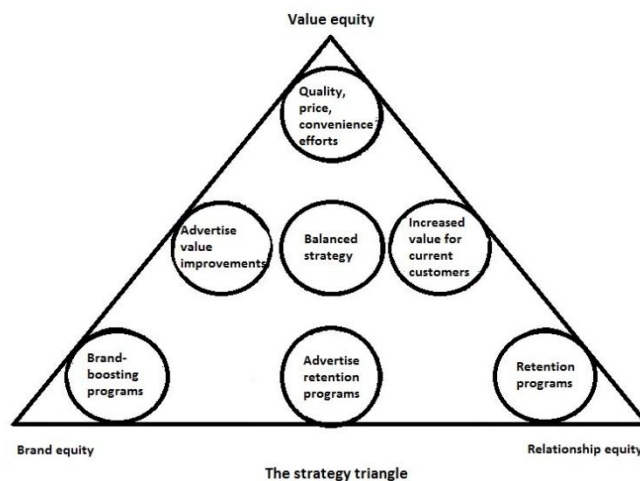 Value equity
Quality,
price,
convenience
efforts
Advertise
value
improvements
Balanced
strategy
Increased
value for
current
customers
Brand-
boosting
programs
Advertise
retention
programs
Retention
programs
Brand equity
Relationship equity
The strategy triangle